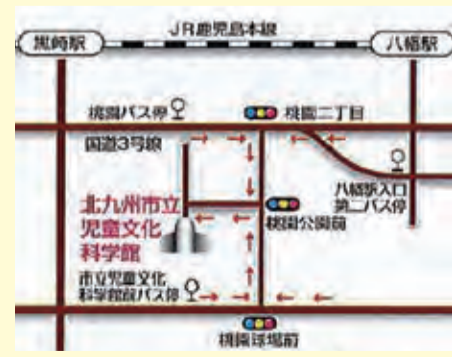 JR鹿児島本線
黒崎駅
八幡駅
桃園バス停
桃園二丁目
国道3号線
八幡駅入口
第二バス停
北九州市立
児童文化
科学館
桃園公園前
市立児童文化
科学館前バス停
桃園球場前